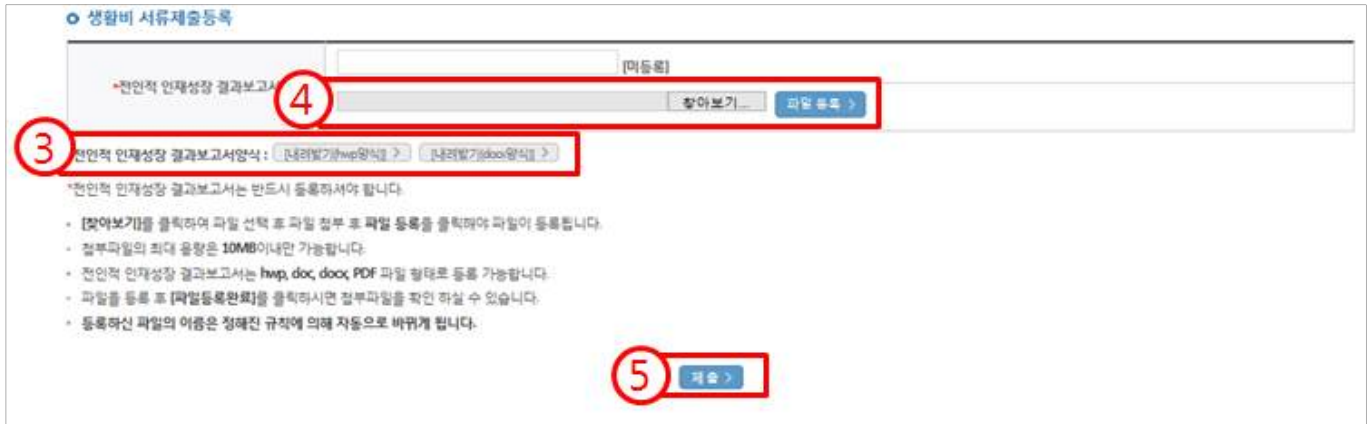 생활비 서류제출등록
[미등록]
*전인적 인재성장 결과보고서
④
찾아보기...
파일 등록 >
③
전인적 인재성장 결과보고서양식 : [내려받기(hwp양식)] > [내려받기(docx양식)] >
*전인적 인재성장 결과보고서는 반드시 등록하셔야 합니다.
• [찾아보기]를 클릭하여 파일 선택 후 파일 첨부 후 파일 등록을 클릭해야 파일이 등록됩니다.
• 첨부파일의 최대 용량은 10MB이내만 가능합니다.
• 전인적 인재성장 결과보고서는 hwp, doc, docx, PDF 파일 형태로 등록 가능합니다.
• 파일을 등록 후 [파일등록완료]를 클릭하시면 첨부파일을 확인 하실 수 있습니다.
• 등록하신 파일의 이름은 정해진 규칙에 의해 자동으로 바뀌게 됩니다.
⑤
제출 >